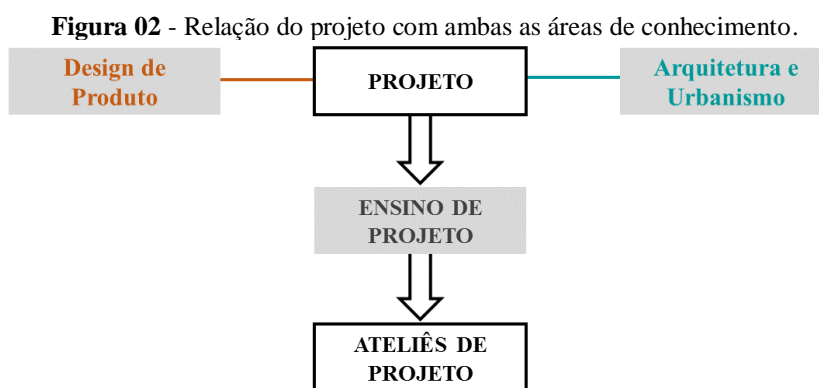 Figura 02 - Relação do projeto com ambas as áreas de conhecimento.
Design de
Produto
PROJETO
Arquitetura e
Urbanismo
ENSINO DE
PROJETO
ATELIÊS DE
PROJETO